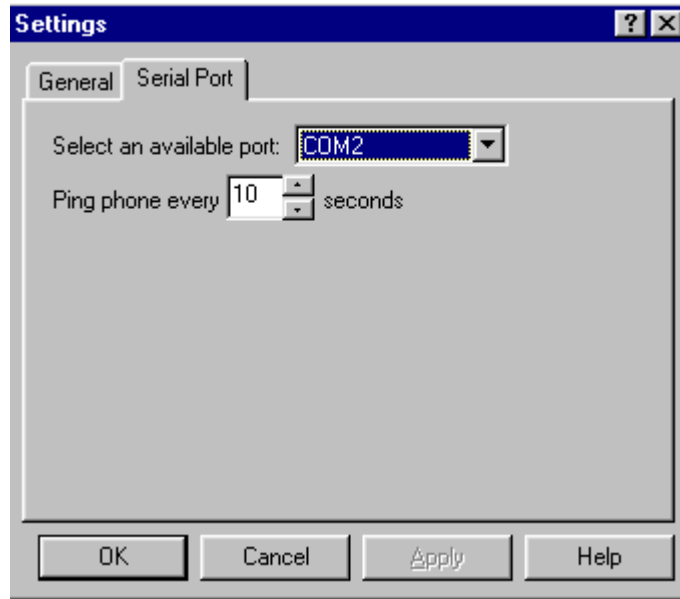 Settings
General Serial Port
Select an available port: COM2
Ping phone every 10 seconds
OK Cancel Apply Help